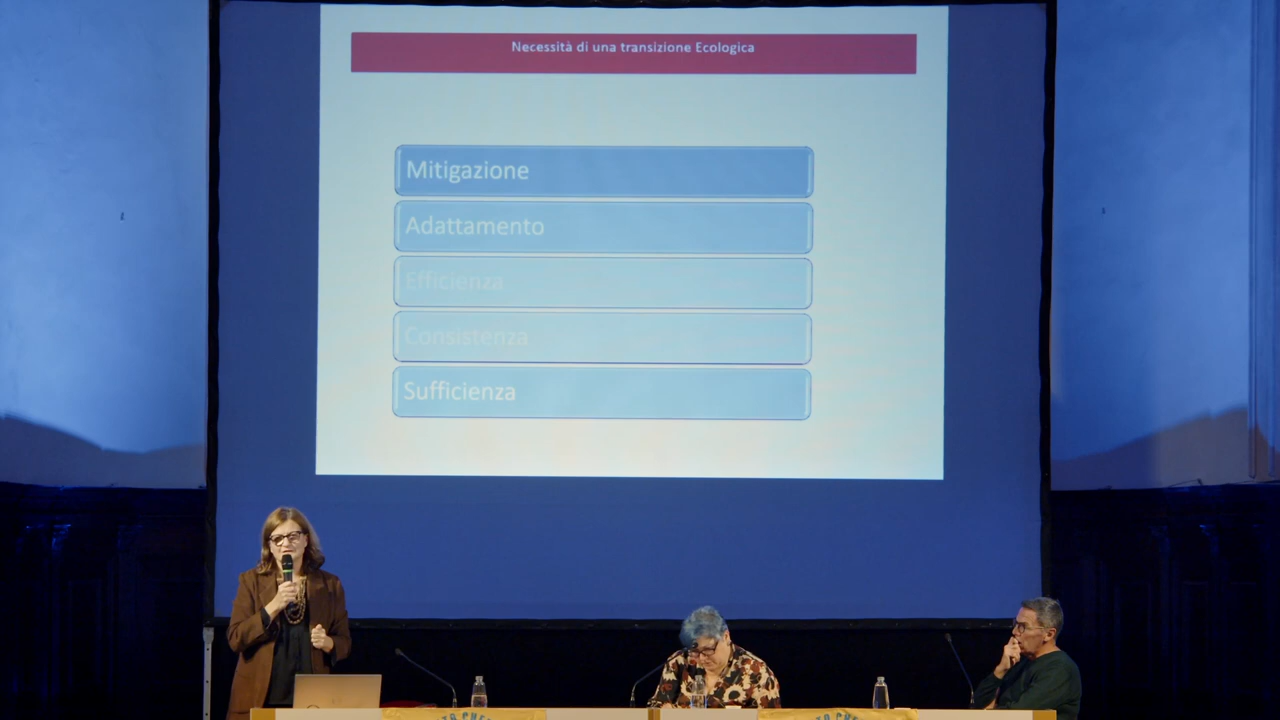 Necessità di una transizione Ecologica
Mitigazione
Adattamento
Efficienza
Consistenza
Sufficienza